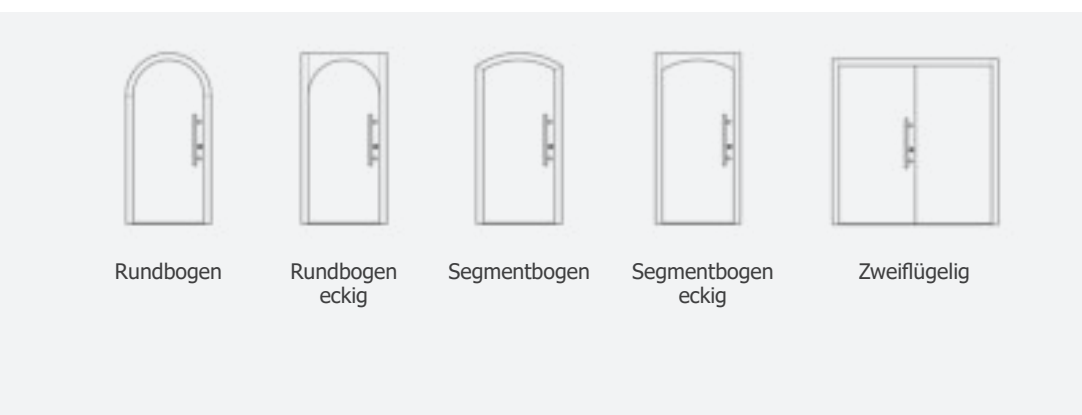 Rundbogen
Rundbogen
eckig
Segmentbogen
Segmentbogen
eckig
Zweiflügelig